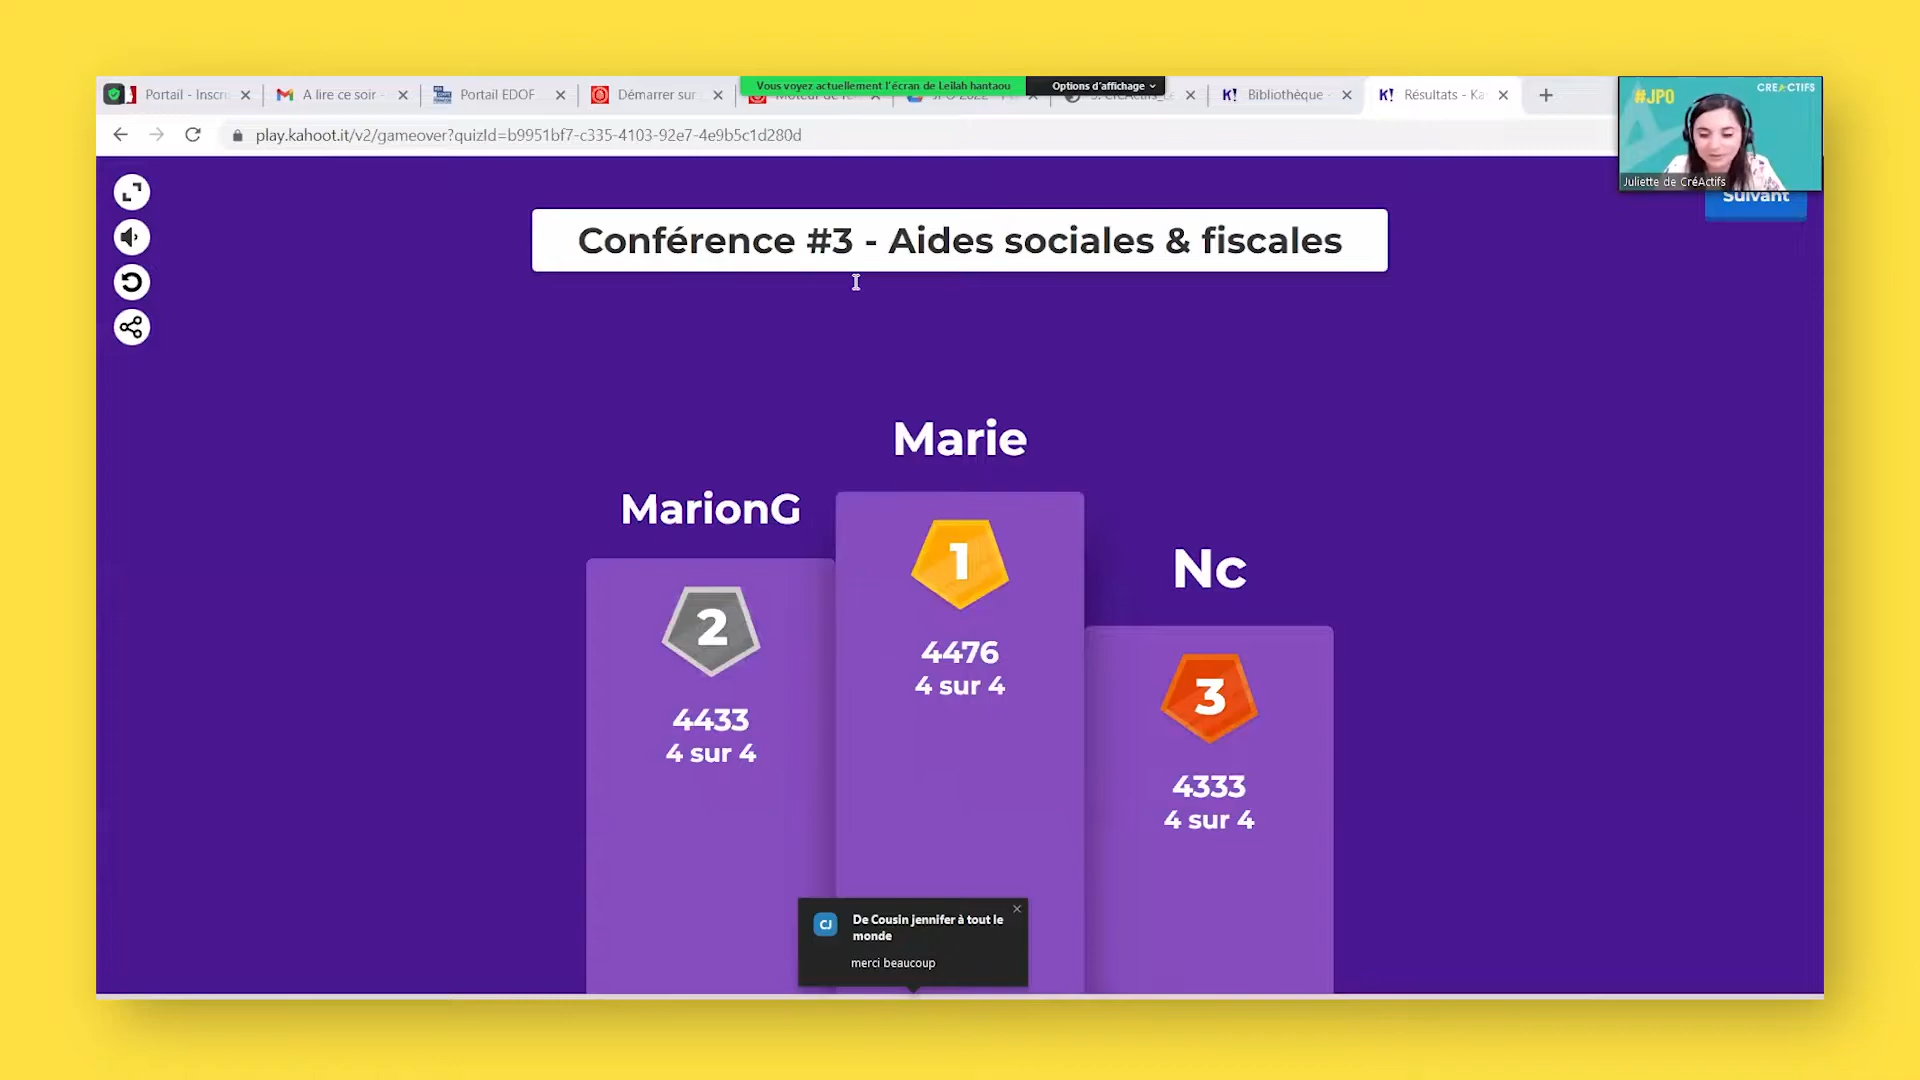 Portail - Inscri
A lire ce soir -
Portail EDOF
Démarrer sur
Vous voyez actuellement l'écran de Leilah hantaou
Options d'affichage
Bibliothèque -
K!
Résultats - Ka
K!
play.kahoot.it/v2/gameover?quizId=b9951bf7-c335-4103-92e7-4e9b5c1d280d
#JPO
CREACTIFS
Juliette de CréActifs
Suivant
Conférence #3 - Aides sociales & fiscales
Marie
MarionG
Nc
1
2
3
4476
4 sur 4
4433
4 sur 4
4333
4 sur 4
CJ
De Cousin jennifer à tout le
monde
merci beaucoup